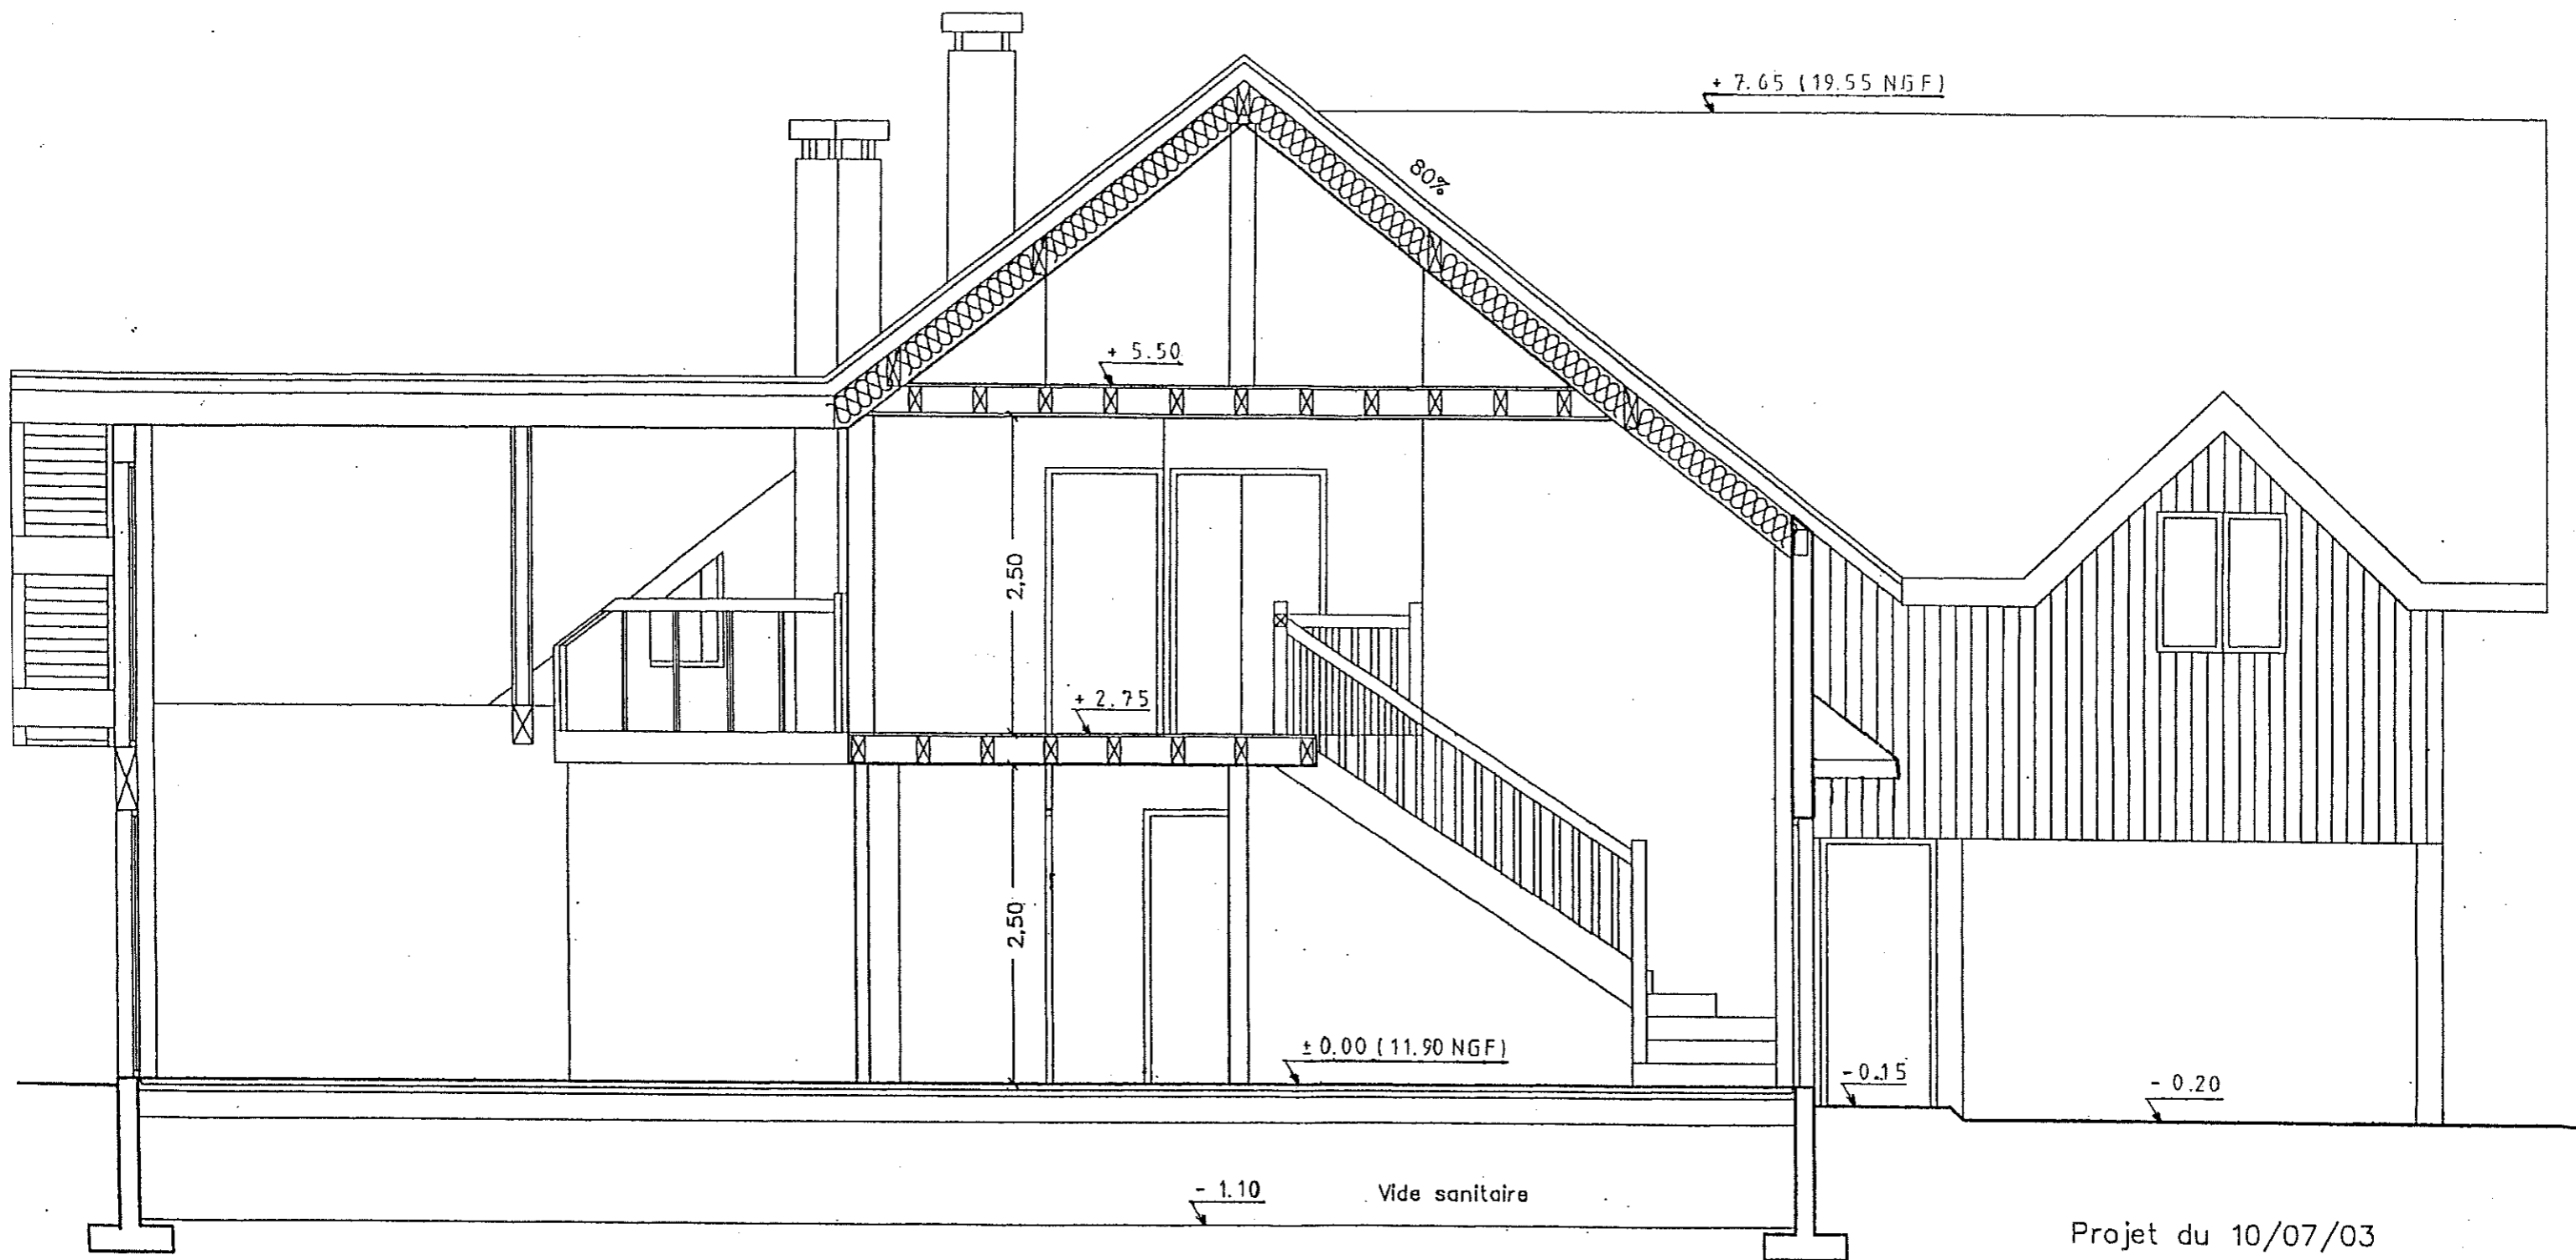 + 7.65 (19.55 NGF)
80%
+ 5.50
2,50
+ 2.75
2,50
± 0.00 (11.90 NGF)
- 0.15
- 0.20
- 1.10
Vide sanitaire
Projet du 10/07/03